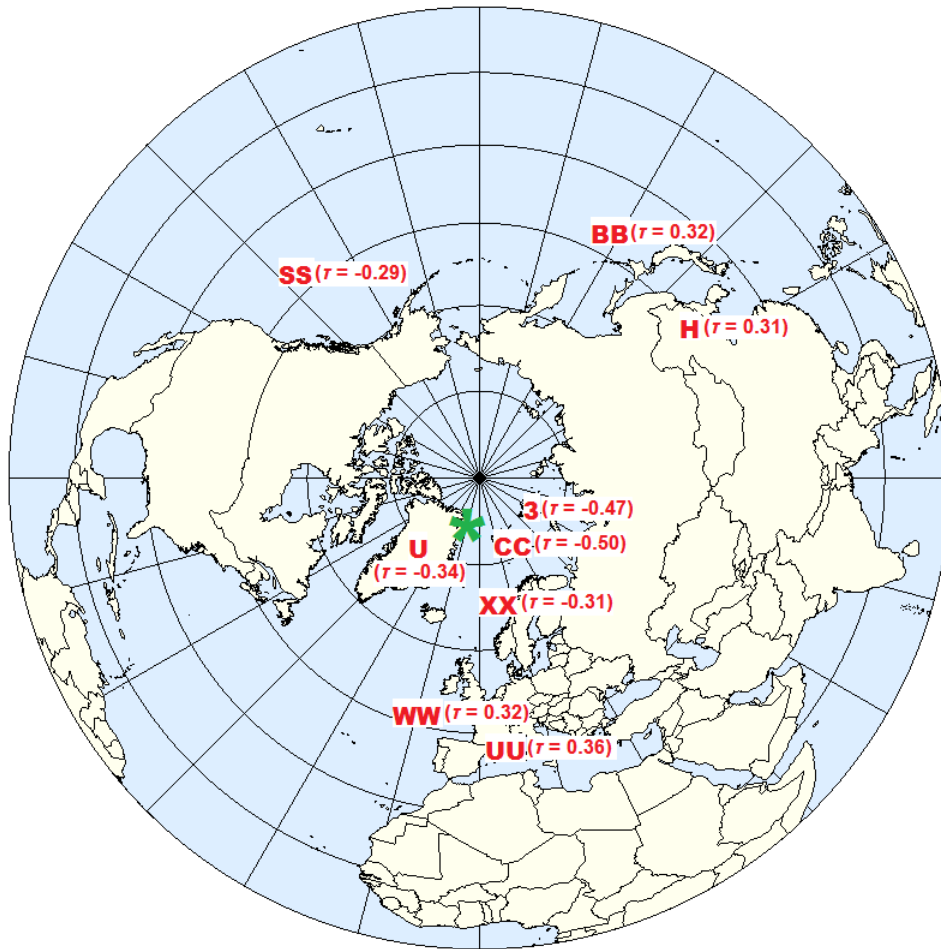 BB (τ = 0.32)
SS (τ = -0.29)
H (τ = 0.31)
3 (τ = -0.47)
CC (τ = -0.50)
U
(τ = -0.34)
XX (τ = -0.31)
WW (τ = 0.32)
UU (τ = 0.36)